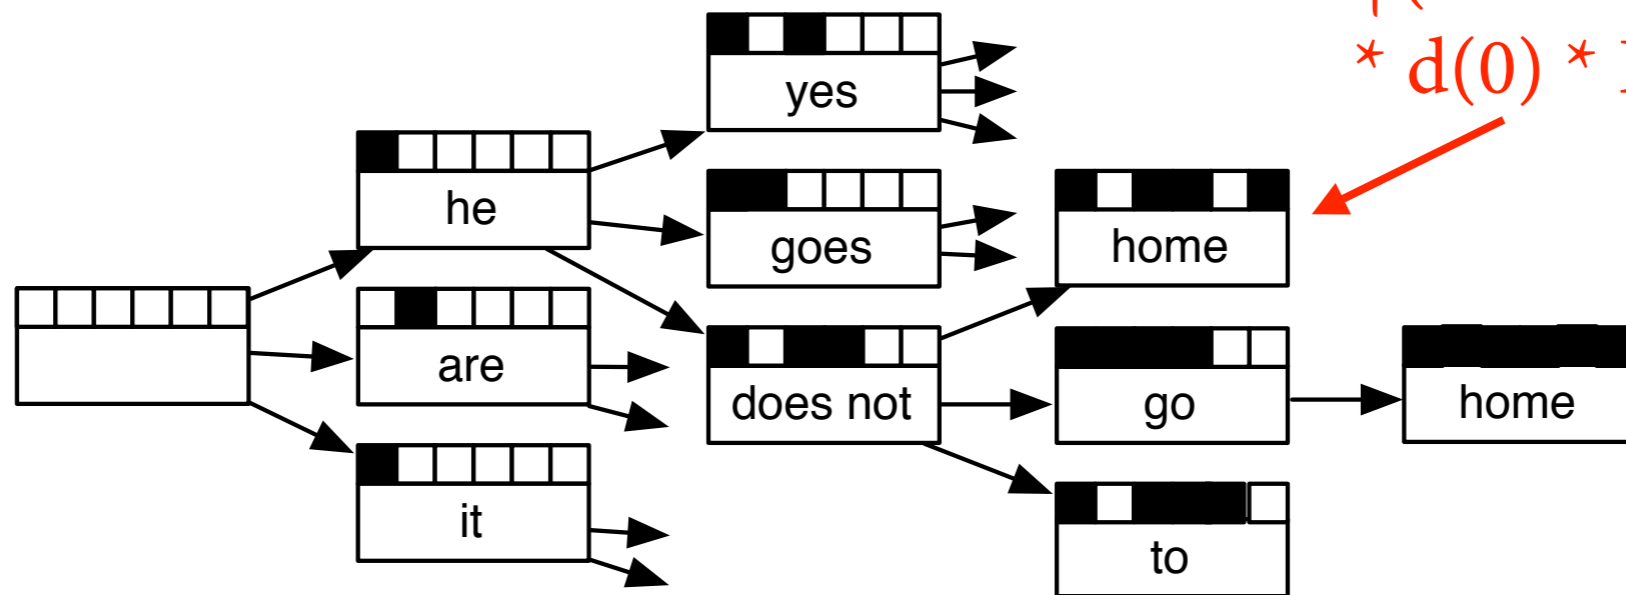 * d(0) *
yes
he
goes
home
are
does not
go
home
it
to